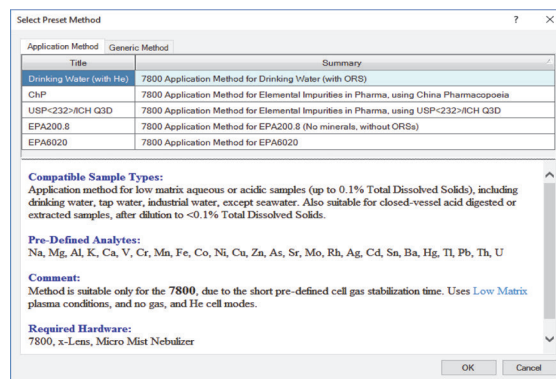 Select Preset Method
? ×
Application Method Generic Method
Title Summary
Drinking Water (with He) 7800 Application Method for Drinking Water (with ORS)
ChP 7800 Application Method for Elemental Impurities in Pharma, using China Pharmacopoeia
USP<232>/ICH Q3D 7800 Application Method for Elemental Impurities in Pharma, using USP<232>/ICH Q3D
EPA200.8 7800 Application Method for EPA200.8 (No minerals, without ORSs)
EPA6020 7800 Application Method for EPA6020
Compatible Sample Types:
Application method for low matrix aqueous or acidic samples (up to 0.1% Total Dissolved Solids), including
drinking water, tap water, industrial water, except seawater. Also suitable for closed-vessel acid digested or
extracted samples, after dilution to <0.1% Total Dissolved Solids.
Pre-Defined Analytes:
Na, Mg, Al, K, Ca, V, Cr, Mn, Fe, Co, Ni, Cu, Zn, As, Sr, Mo, Rh, Ag, Cd, Sn, Ba, Hg, Tl, Pb, Th, U
Comment:
Method is suitable only for the 7800, due to the short pre-defined cell gas stabilization time. Uses Low Matrix
plasma conditions, and no gas, and He cell modes.
Required Hardware:
7800, x-Lens, Micro Mist Nebulizer
OK Cancel